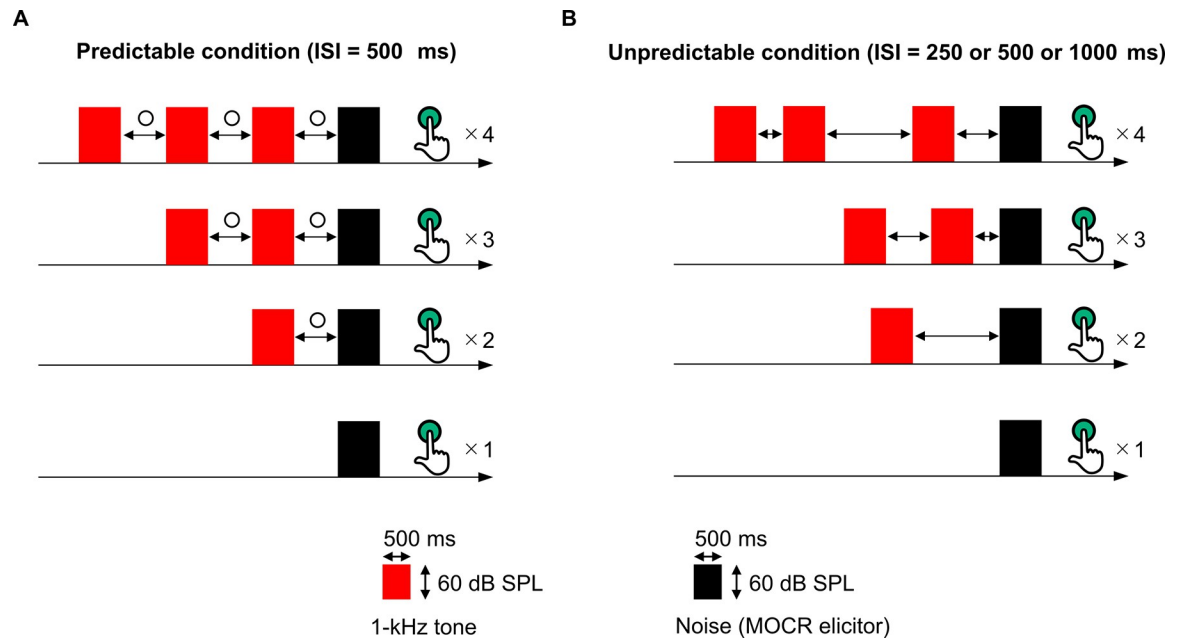 A
Predictable condition (ISI = 500 ms)
×4
×3
×2
×1
500 ms
60 dB SPL
1-kHz tone
B
Unpredictable condition (ISI = 250 or 500 or 1000 ms)
×4
×3
×2
×1
500 ms
60 dB SPL
Noise (MOCR elicitor)